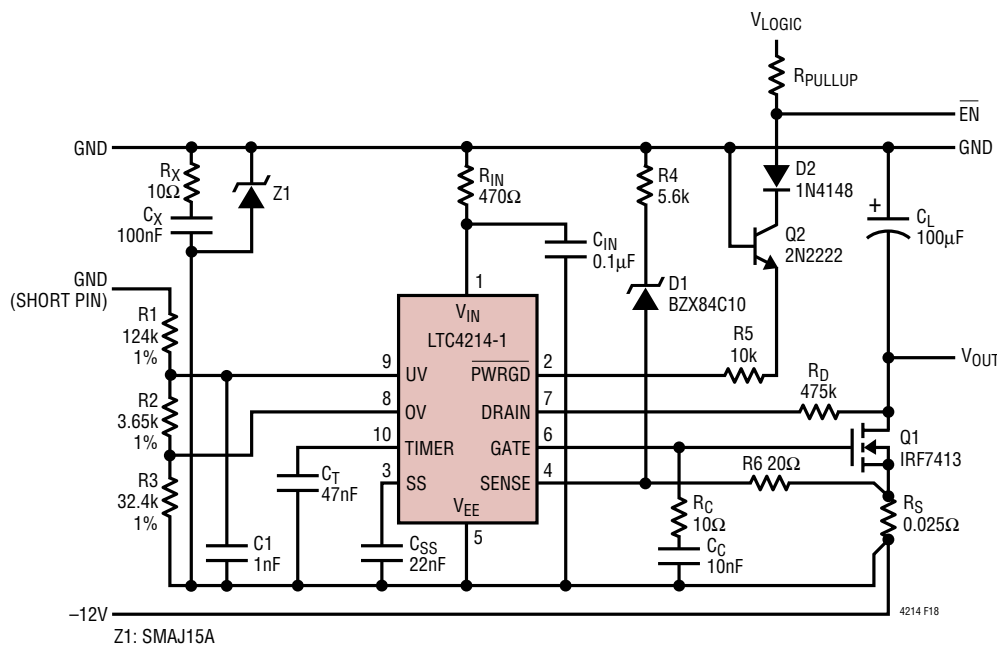 VLOGIC
RPULLUP
EN
GND
GND
RX
10Ω
CX
100nF
Z1
RIN
470Ω
CIN
0.1µF
R4
5.6k
D2
1N4148
Q2
2N2222
+
CL
100µF
GND
(SHORT PIN)
R1
124k
1%
R2
3.65k
1%
R3
32.4k
1%
1
VIN
LTC4214-1
9
UV
8
OV
10
TIMER
3
SS
VEE
5
PWRGD
2
DRAIN
7
GATE
6
SENSE
4
D1
BZX84C10
R5
10k
RD
475k
VOUT
Q1
IRF7413
R6 20Ω
RS
0.025Ω
RC
10Ω
CC
10nF
CT
47nF
CSS
22nF
C1
1nF
–12V
4214 F18
Z1: SMAJ15A